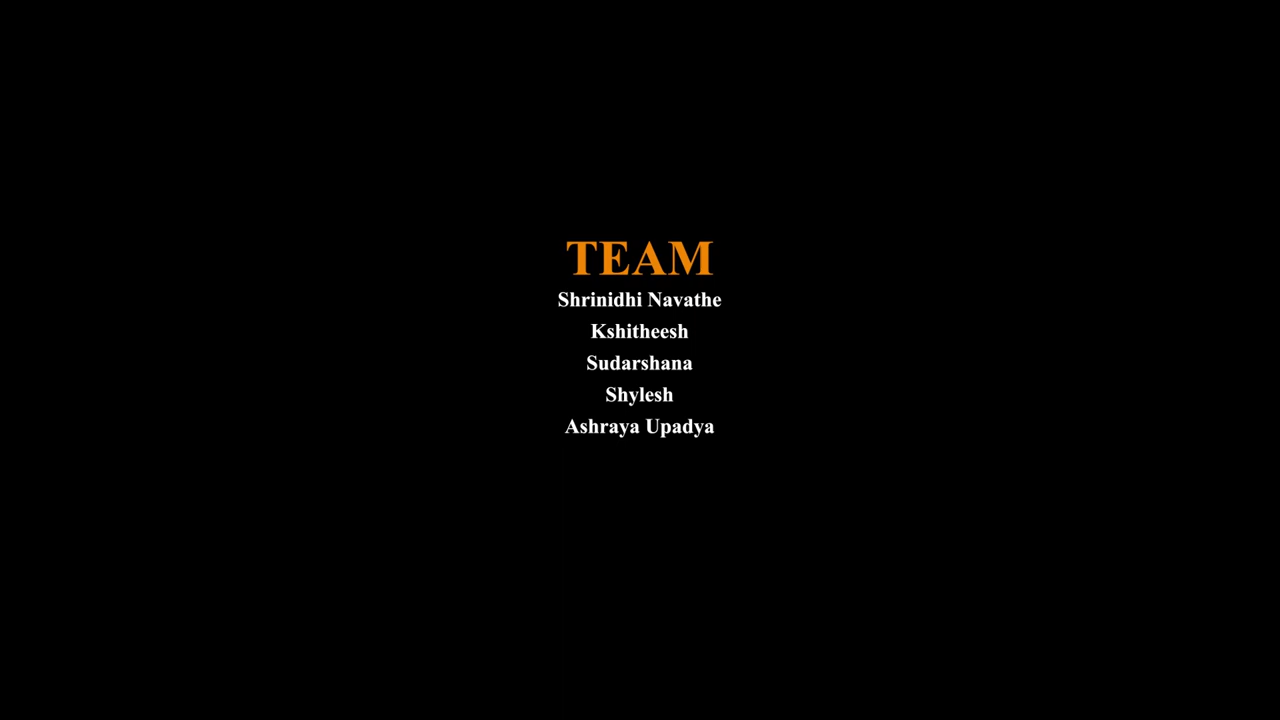 TEAM
Shrinidhi Navathe
Kshitheesh
Sudarshana
Shylesh
Ashraya Upadya